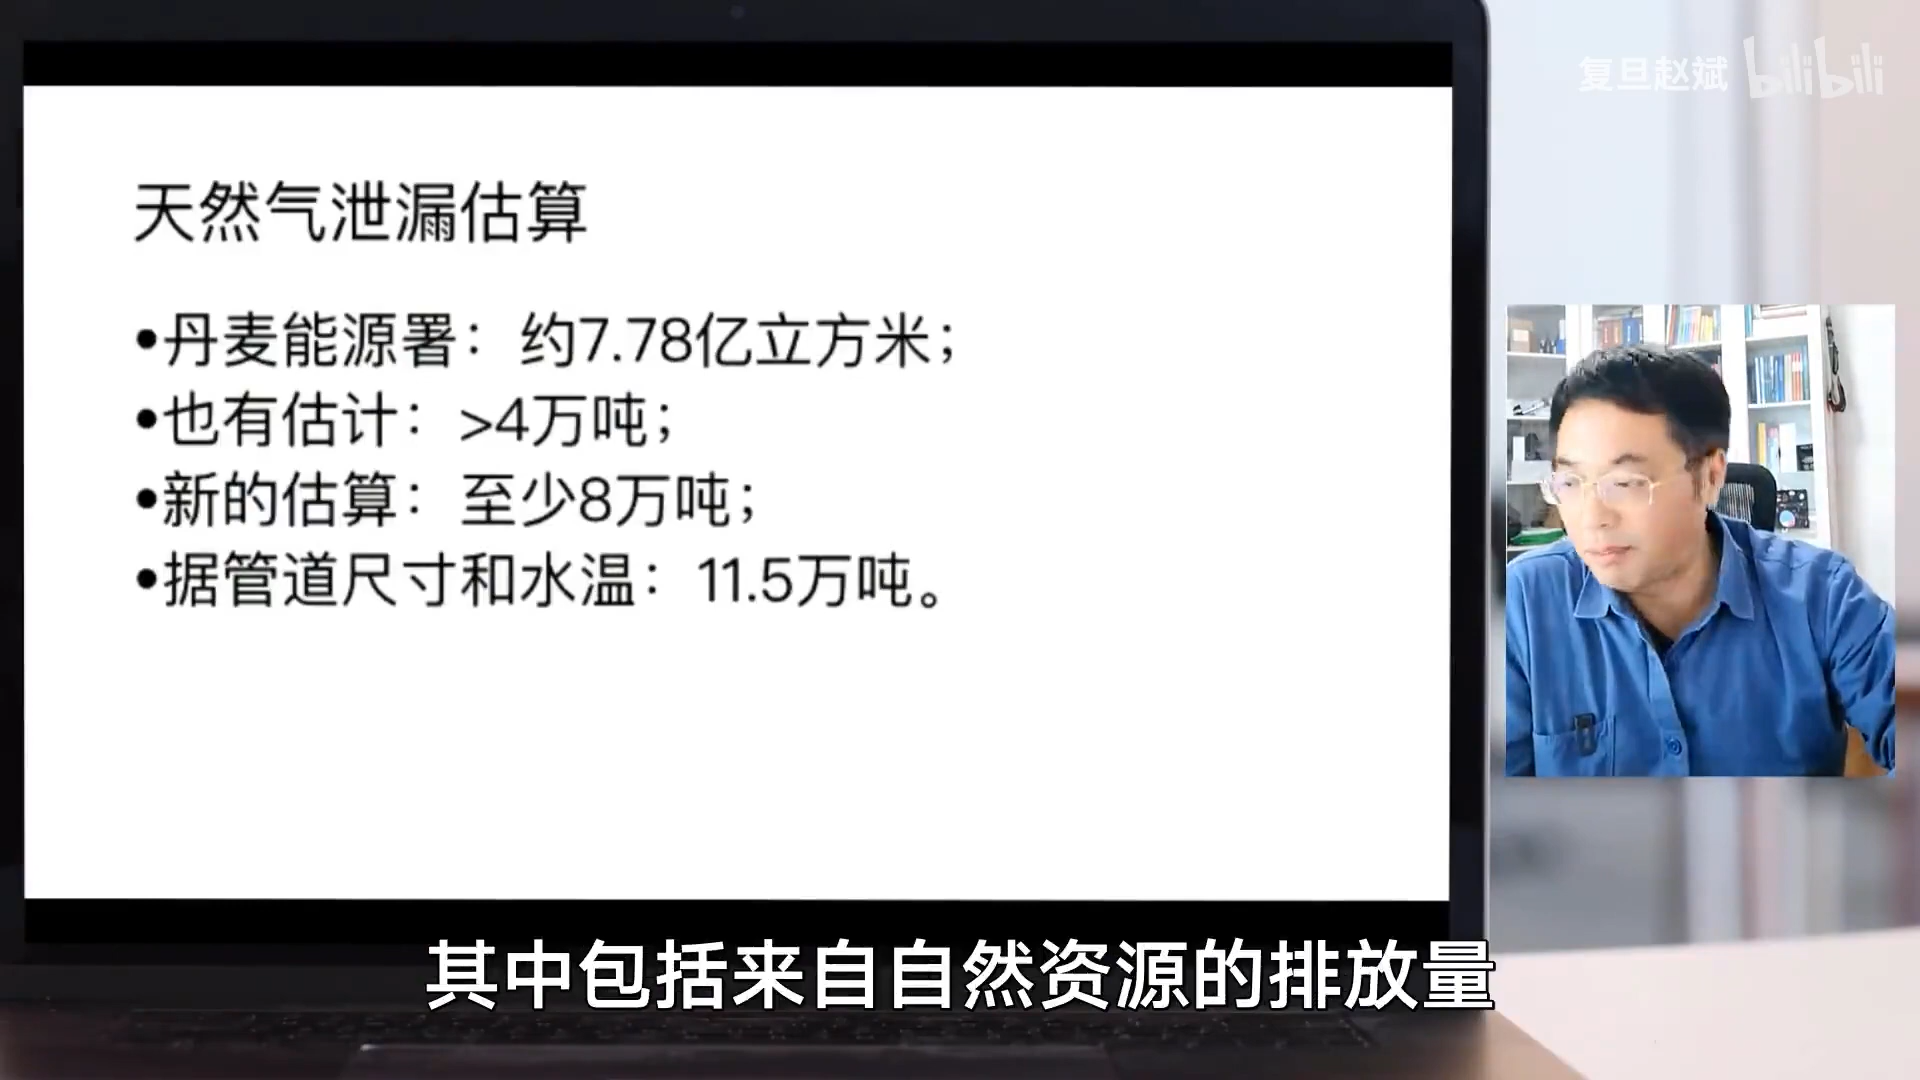 复旦赵斌 bilibili
天然气泄漏估算
•丹麦能源署：约7.78亿立方米；
•也有估计：>4万吨；
•新的估算：至少8万吨；
•据管道尺寸和水温：11.5万吨。
其中包括来自自然资源的排放量